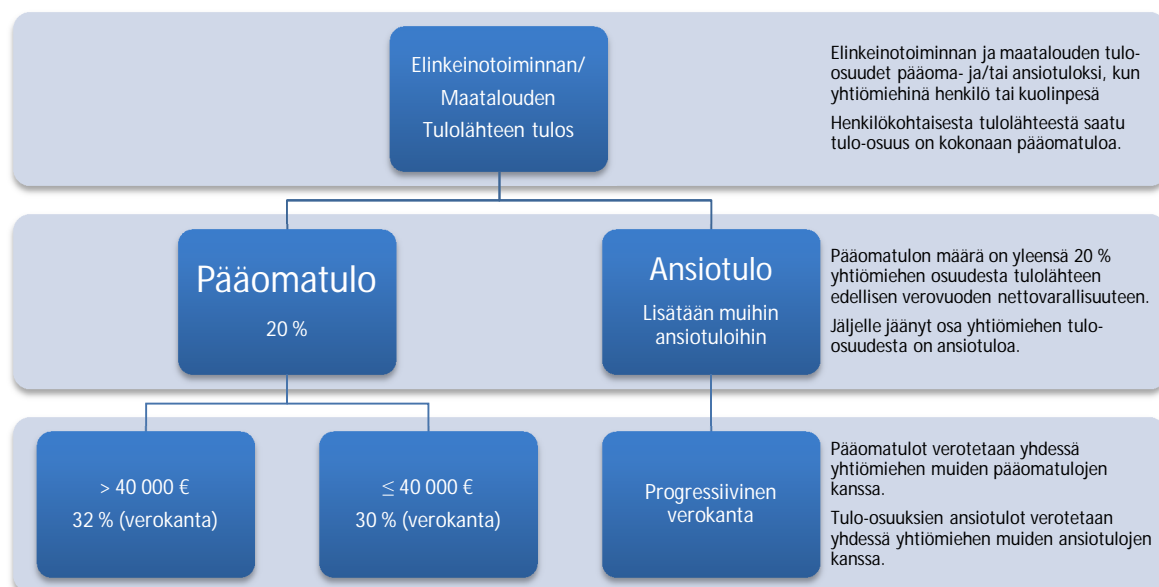 Elinkeinotoiminnan/
Maatalouden
Tulolähteen tulos
Elinkeinotoiminnan ja maatalouden tulo-
osuudet pääoma- ja/tai ansiotuloksi, kun
yhtiömiehinä henkilö tai kuolinpesä
Henkilökohtaisesta tulolähteestä saatu
tulo-osuus on kokonaan pääomatuloa.
Pääomatulo
20 %
Ansiotulo
Lisätään muihin
ansiotuloihin
Pääomatulon määrä on yleensä 20 %
yhtiömiehen osuudesta tulolähteen
edellisen verovuoden nettovarallisuuteen.
Jäljelle jäänyt osa yhtiömiehen tulo-
osuudesta on ansiotuloa.
> 40 000 €
32 % (verokanta)
≤ 40 000 €
30 % (verokanta)
Progressiivinen
verokanta
Pääomatulot verotetaan yhdessä
yhtiömiehen muiden pääomatulojen
kanssa.
Tulo-osuuksien ansiotulot verotetaan
yhdessä yhtiömiehen muiden ansiotulojen
kanssa.